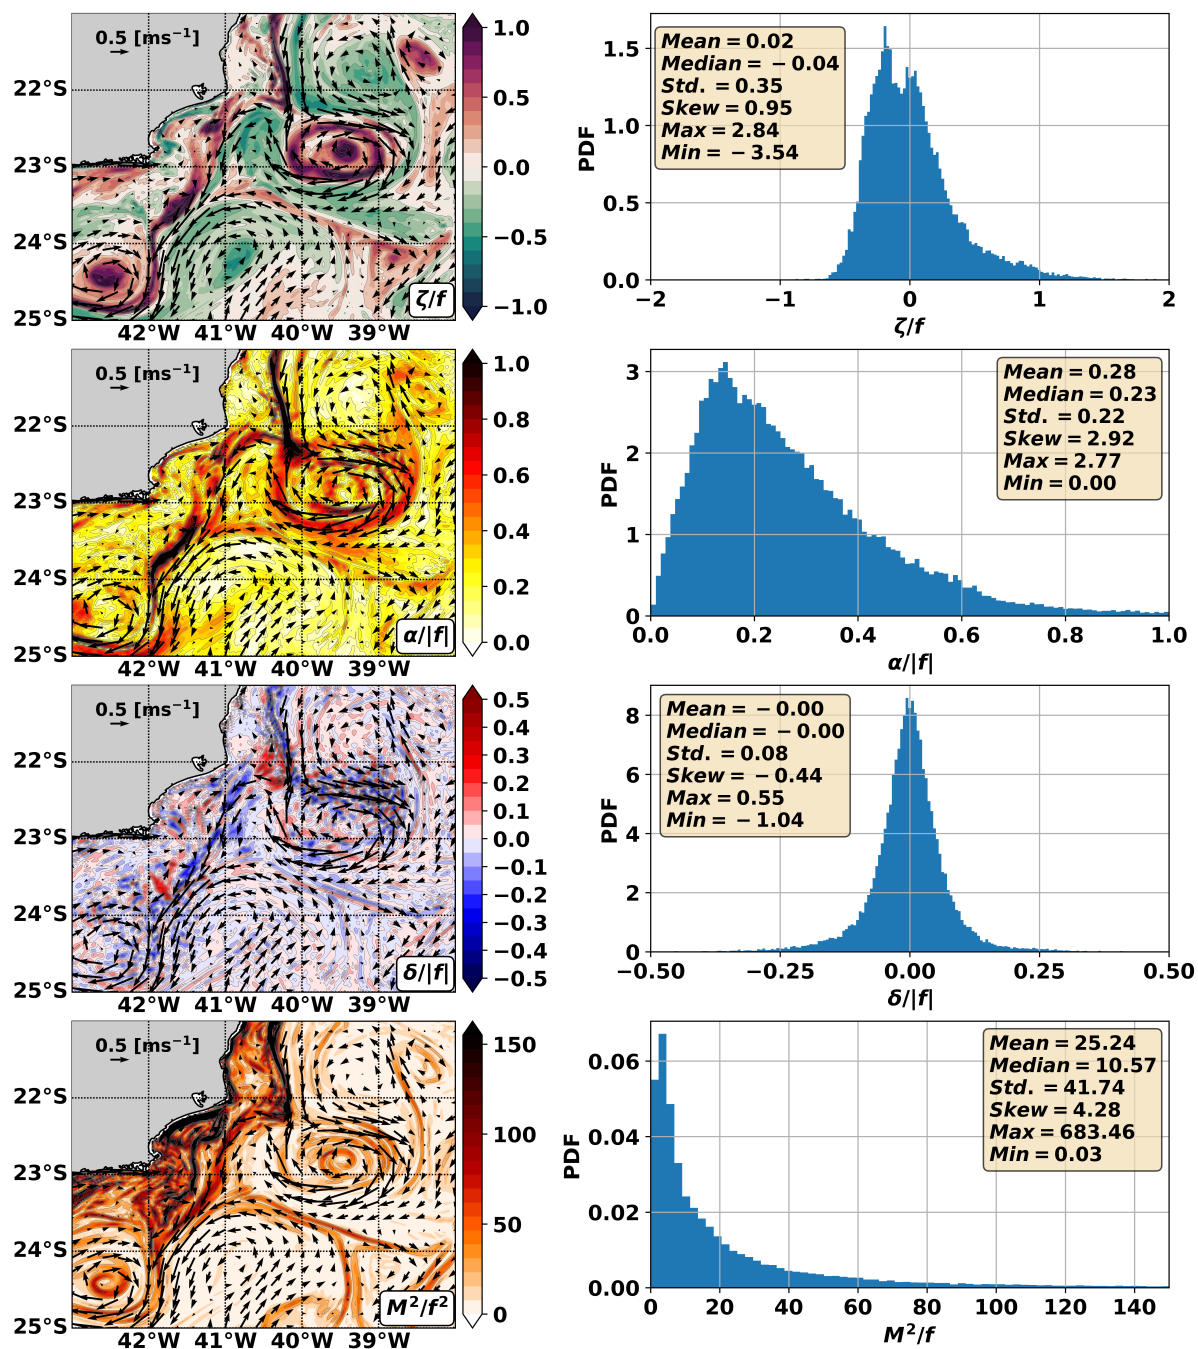 0.5 [ms⁻¹]
22°S
23°S
24°S
25°S
42°W 41°W 40°W 39°W
ζ/f
1.0
0.5
0.0
−0.5
−1.0
Mean = 0.02
Median = −0.04
Std. = 0.35
Skew = 0.95
Max = 2.84
Min = −3.54
PDF
1.5
1.0
0.5
0.0
−2 −1 0 1 2
ζ/f
0.5 [ms⁻¹]
22°S
23°S
24°S
25°S
42°W 41°W 40°W 39°W
α/|f|
1.0
0.8
0.6
0.4
0.2
0.0
Mean = 0.28
Median = 0.23
Std. = 0.22
Skew = 2.92
Max = 2.77
Min = 0.00
PDF
3
2
1
0
0.0 0.2 0.4 0.6 0.8 1.0
α/|f|
0.5 [ms⁻¹]
22°S
23°S
24°S
25°S
42°W 41°W 40°W 39°W
δ/|f|
0.5
0.4
0.3
0.2
0.1
0.0
−0.1
−0.2
−0.3
−0.4
−0.5
Mean = −0.00
Median = −0.00
Std. = 0.08
Skew = −0.44
Max = 0.55
Min = −1.04
PDF
8
6
4
2
0
−0.50 −0.25 0.00 0.25 0.50
δ/|f|
0.5 [ms⁻¹]
22°S
23°S
24°S
25°S
42°W 41°W 40°W 39°W
M²/f²
150
100
50
0
Mean = 25.24
Median = 10.57
Std. = 41.74
Skew = 4.28
Max = 683.46
Min = 0.03
PDF
0.06
0.04
0.02
0.00
0 20 40 60 80 100 120 140
M²/f